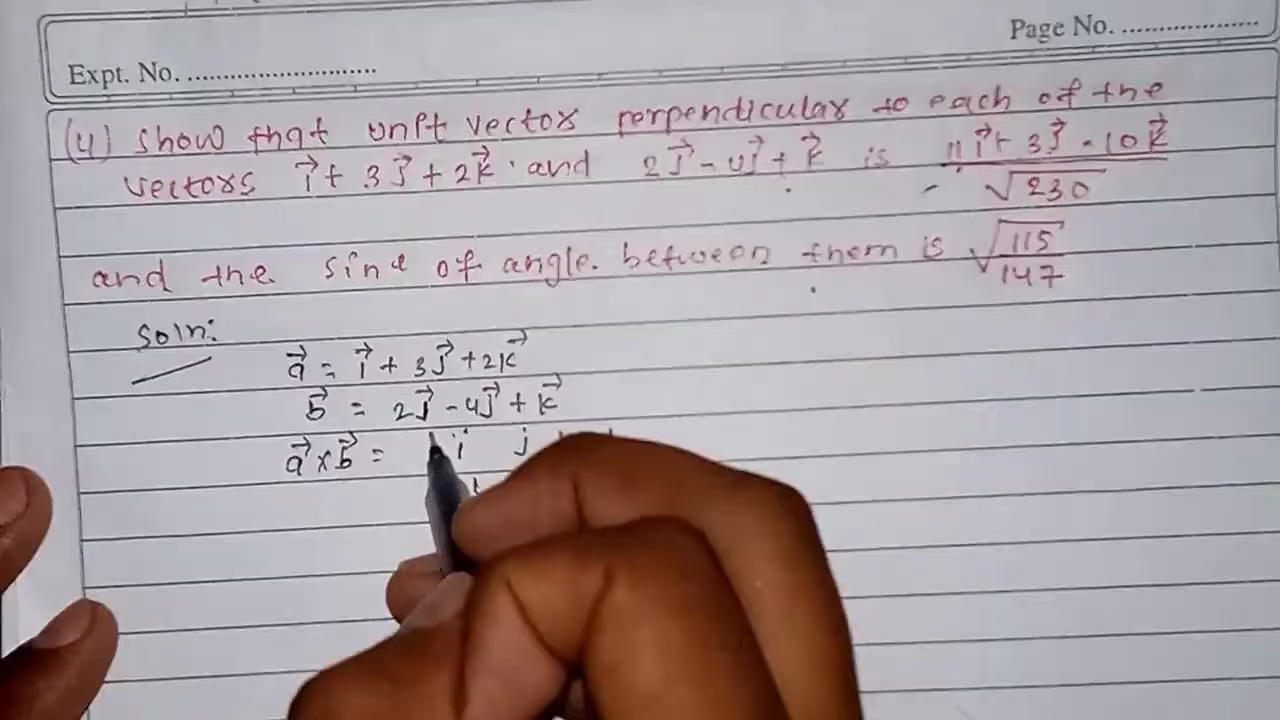 Page No. ......................
Expt. No. ..............................
(4) Show that unit vector perpendicular to each of the
vectors i⃗ + 3j⃗ + 2k⃗ and 2j⃗ - 4j⃗ + k⃗ is (11i⃗ + 3j⃗ - 10k⃗)/√230
and the sine of angle. between them is √(115/147)
Soln:
a⃗ = i⃗ + 3j⃗ + 2k⃗
b⃗ = 2j⃗ - 4j⃗ + k⃗
a⃗ × b⃗ = i j